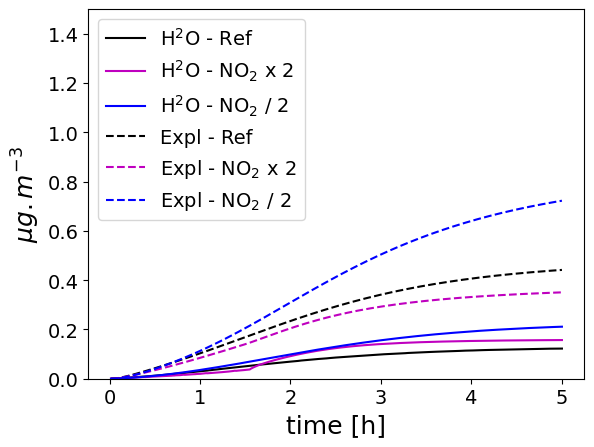 H²O - Ref
H²O - NO₂ x 2
H²O - NO₂ / 2
Expl - Ref
Expl - NO₂ x 2
Expl - NO₂ / 2
μg.m⁻³
1.4
1.2
1.0
0.8
0.6
0.4
0.2
0.0
0 1 2 3 4 5
time [h]